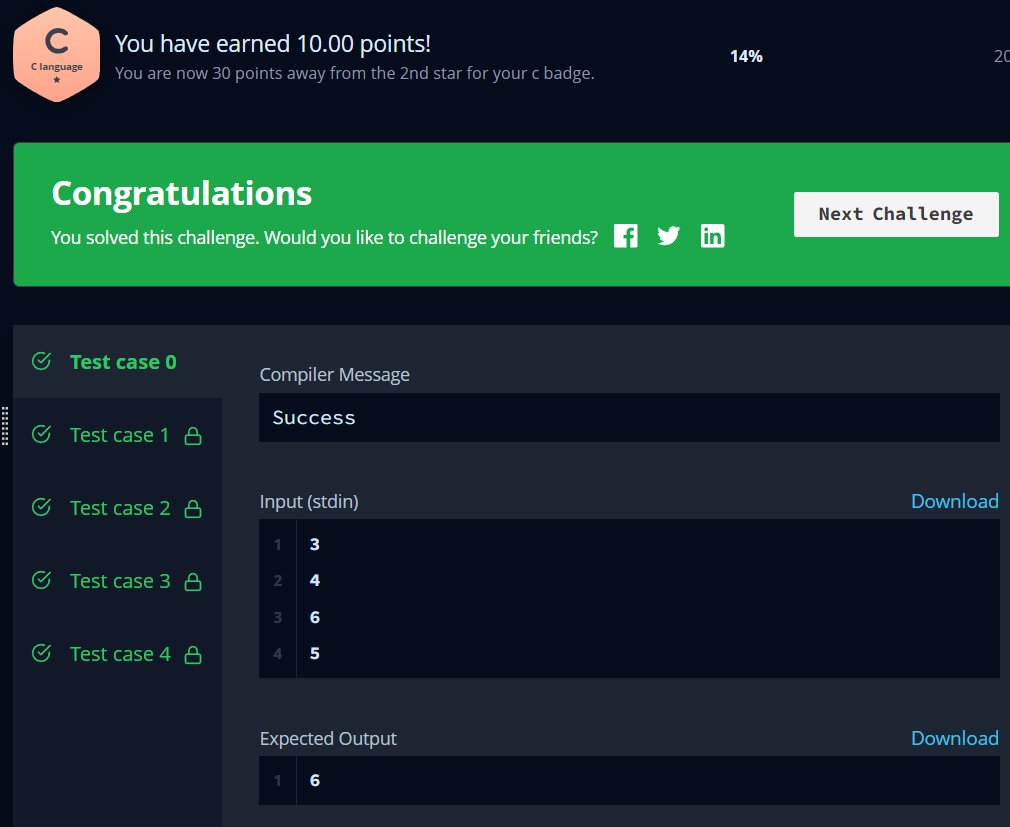 C
C language
You have earned 10.00 points!
You are now 30 points away from the 2nd star for your c badge.
14%
20
Congratulations
You solved this challenge. Would you like to challenge your friends?
Next Challenge
Test case 0
Test case 1
Test case 2
Test case 3
Test case 4
Compiler Message
Success
Input (stdin)
Download
1 3
2 4
3 6
4 5
Expected Output
Download
1 6